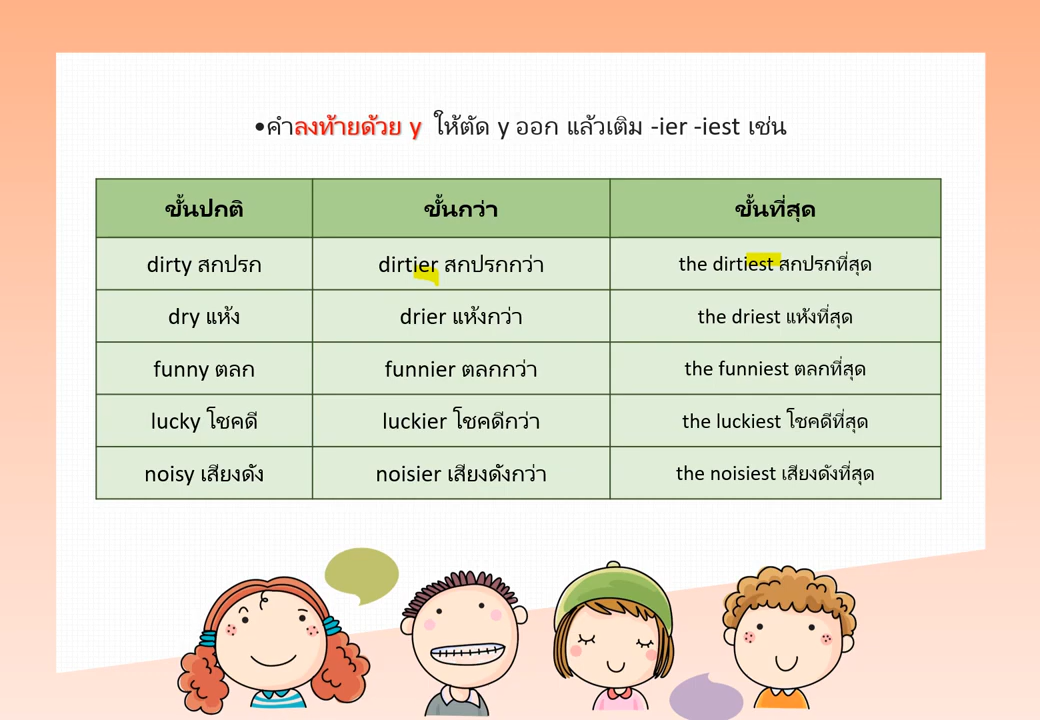 •คำลงท้ายด้วย y ให้ตัด y ออก แล้วเติม -ier -iest เช่น
ขั้นปกติ ขั้นกว่า ขั้นที่สุด
dirty สกปรก dirtier สกปรกกว่า the dirtiest สกปรกที่สุด
dry แห้ง drier แห้งกว่า the driest แห้งที่สุด
funny ตลก funnier ตลกกว่า the funniest ตลกที่สุด
lucky โชคดี luckier โชคดีกว่า the luckiest โชคดีที่สุด
noisy เสียงดัง noisier เสียงดังกว่า the noisiest เสียงดังที่สุด